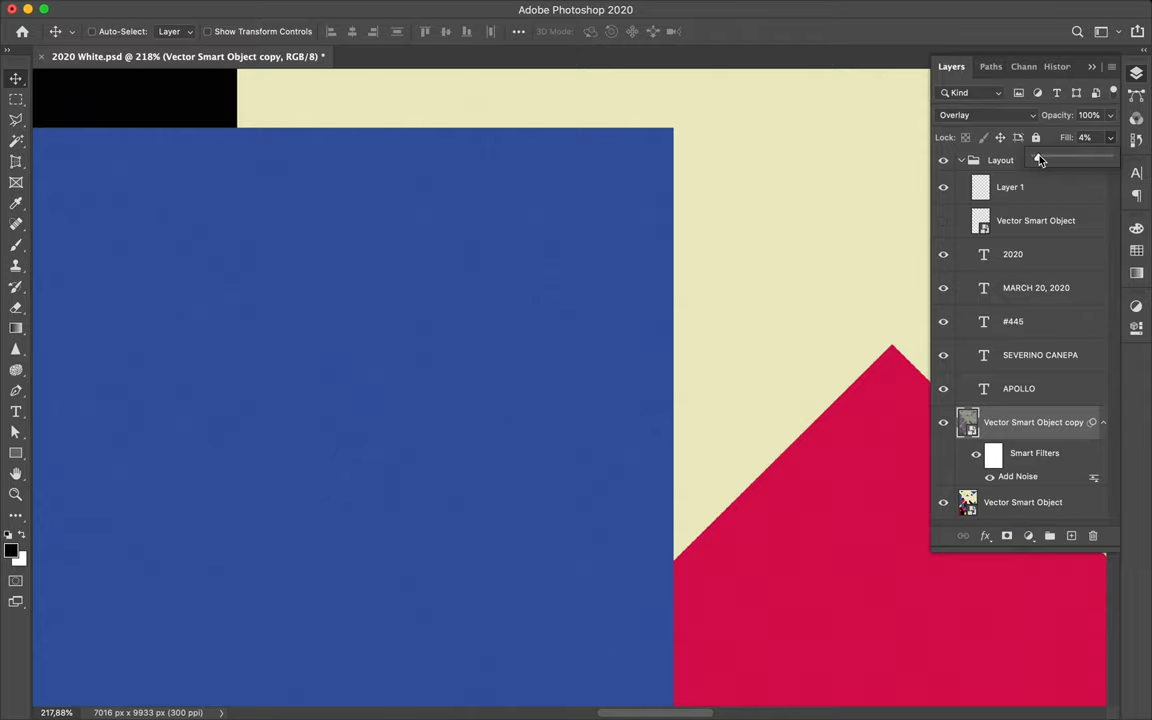 Adobe Photoshop 2020
Auto-Select: Layer Show Transform Controls 3D Mode:
2020 White.psd @ 218% (Vector Smart Object copy, RGB/8) *
Layers Paths Chann Histor
Kind
Overlay Opacity: 100%
Lock: Fill: 4%
Layout
Layer 1
Vector Smart Object
2020
MARCH 20, 2020
#445
SEVERINO CANEPA
APOLLO
Vector Smart Object copy
Smart Filters
Add Noise
Vector Smart Object
217,88% 7016 px x 9933 px (300 ppi)